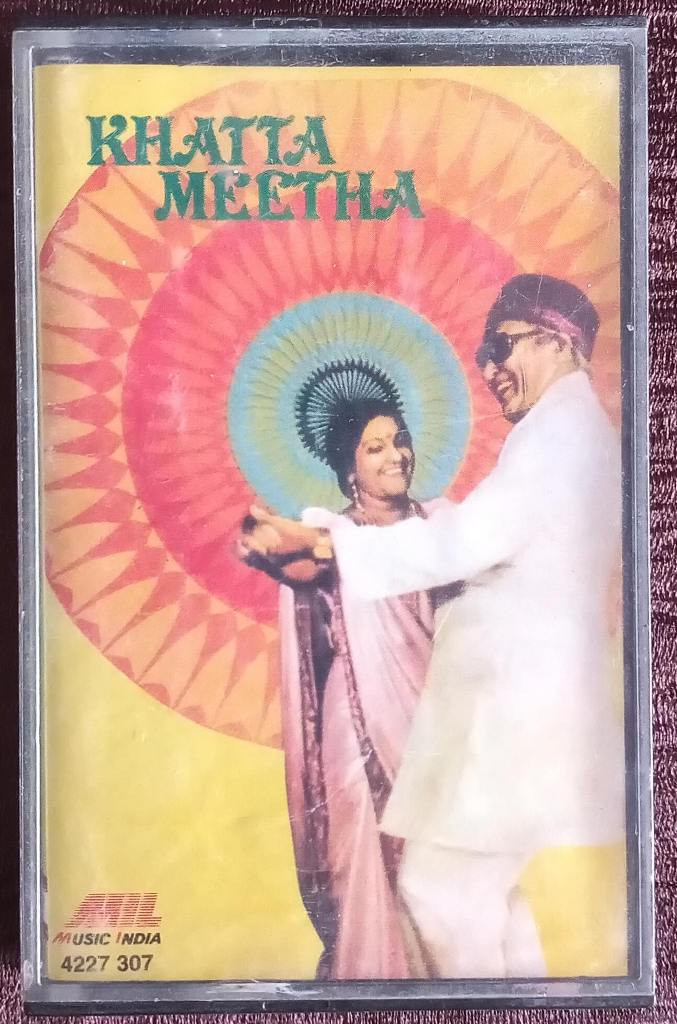 KHATTA
MEETHA
MIL
MUSIC INDIA
4227 307